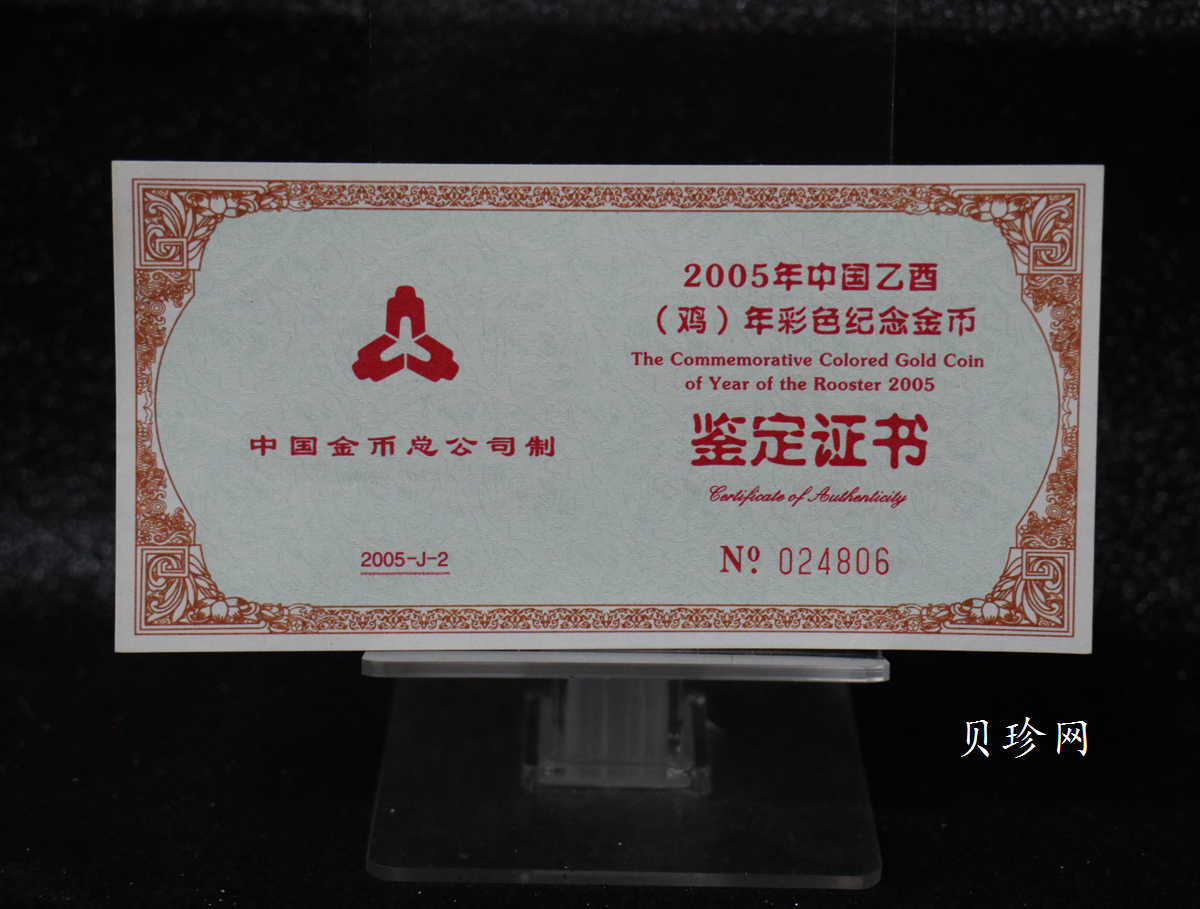 中国金币总公司制
2005-J-2
2005年中国乙酉
（鸡）年彩色纪念金币
The Commemorative Colored Gold Coin
of Year of the Rooster 2005
鉴定证书
Certificate of Authenticity
Nº 024806
贝珍网